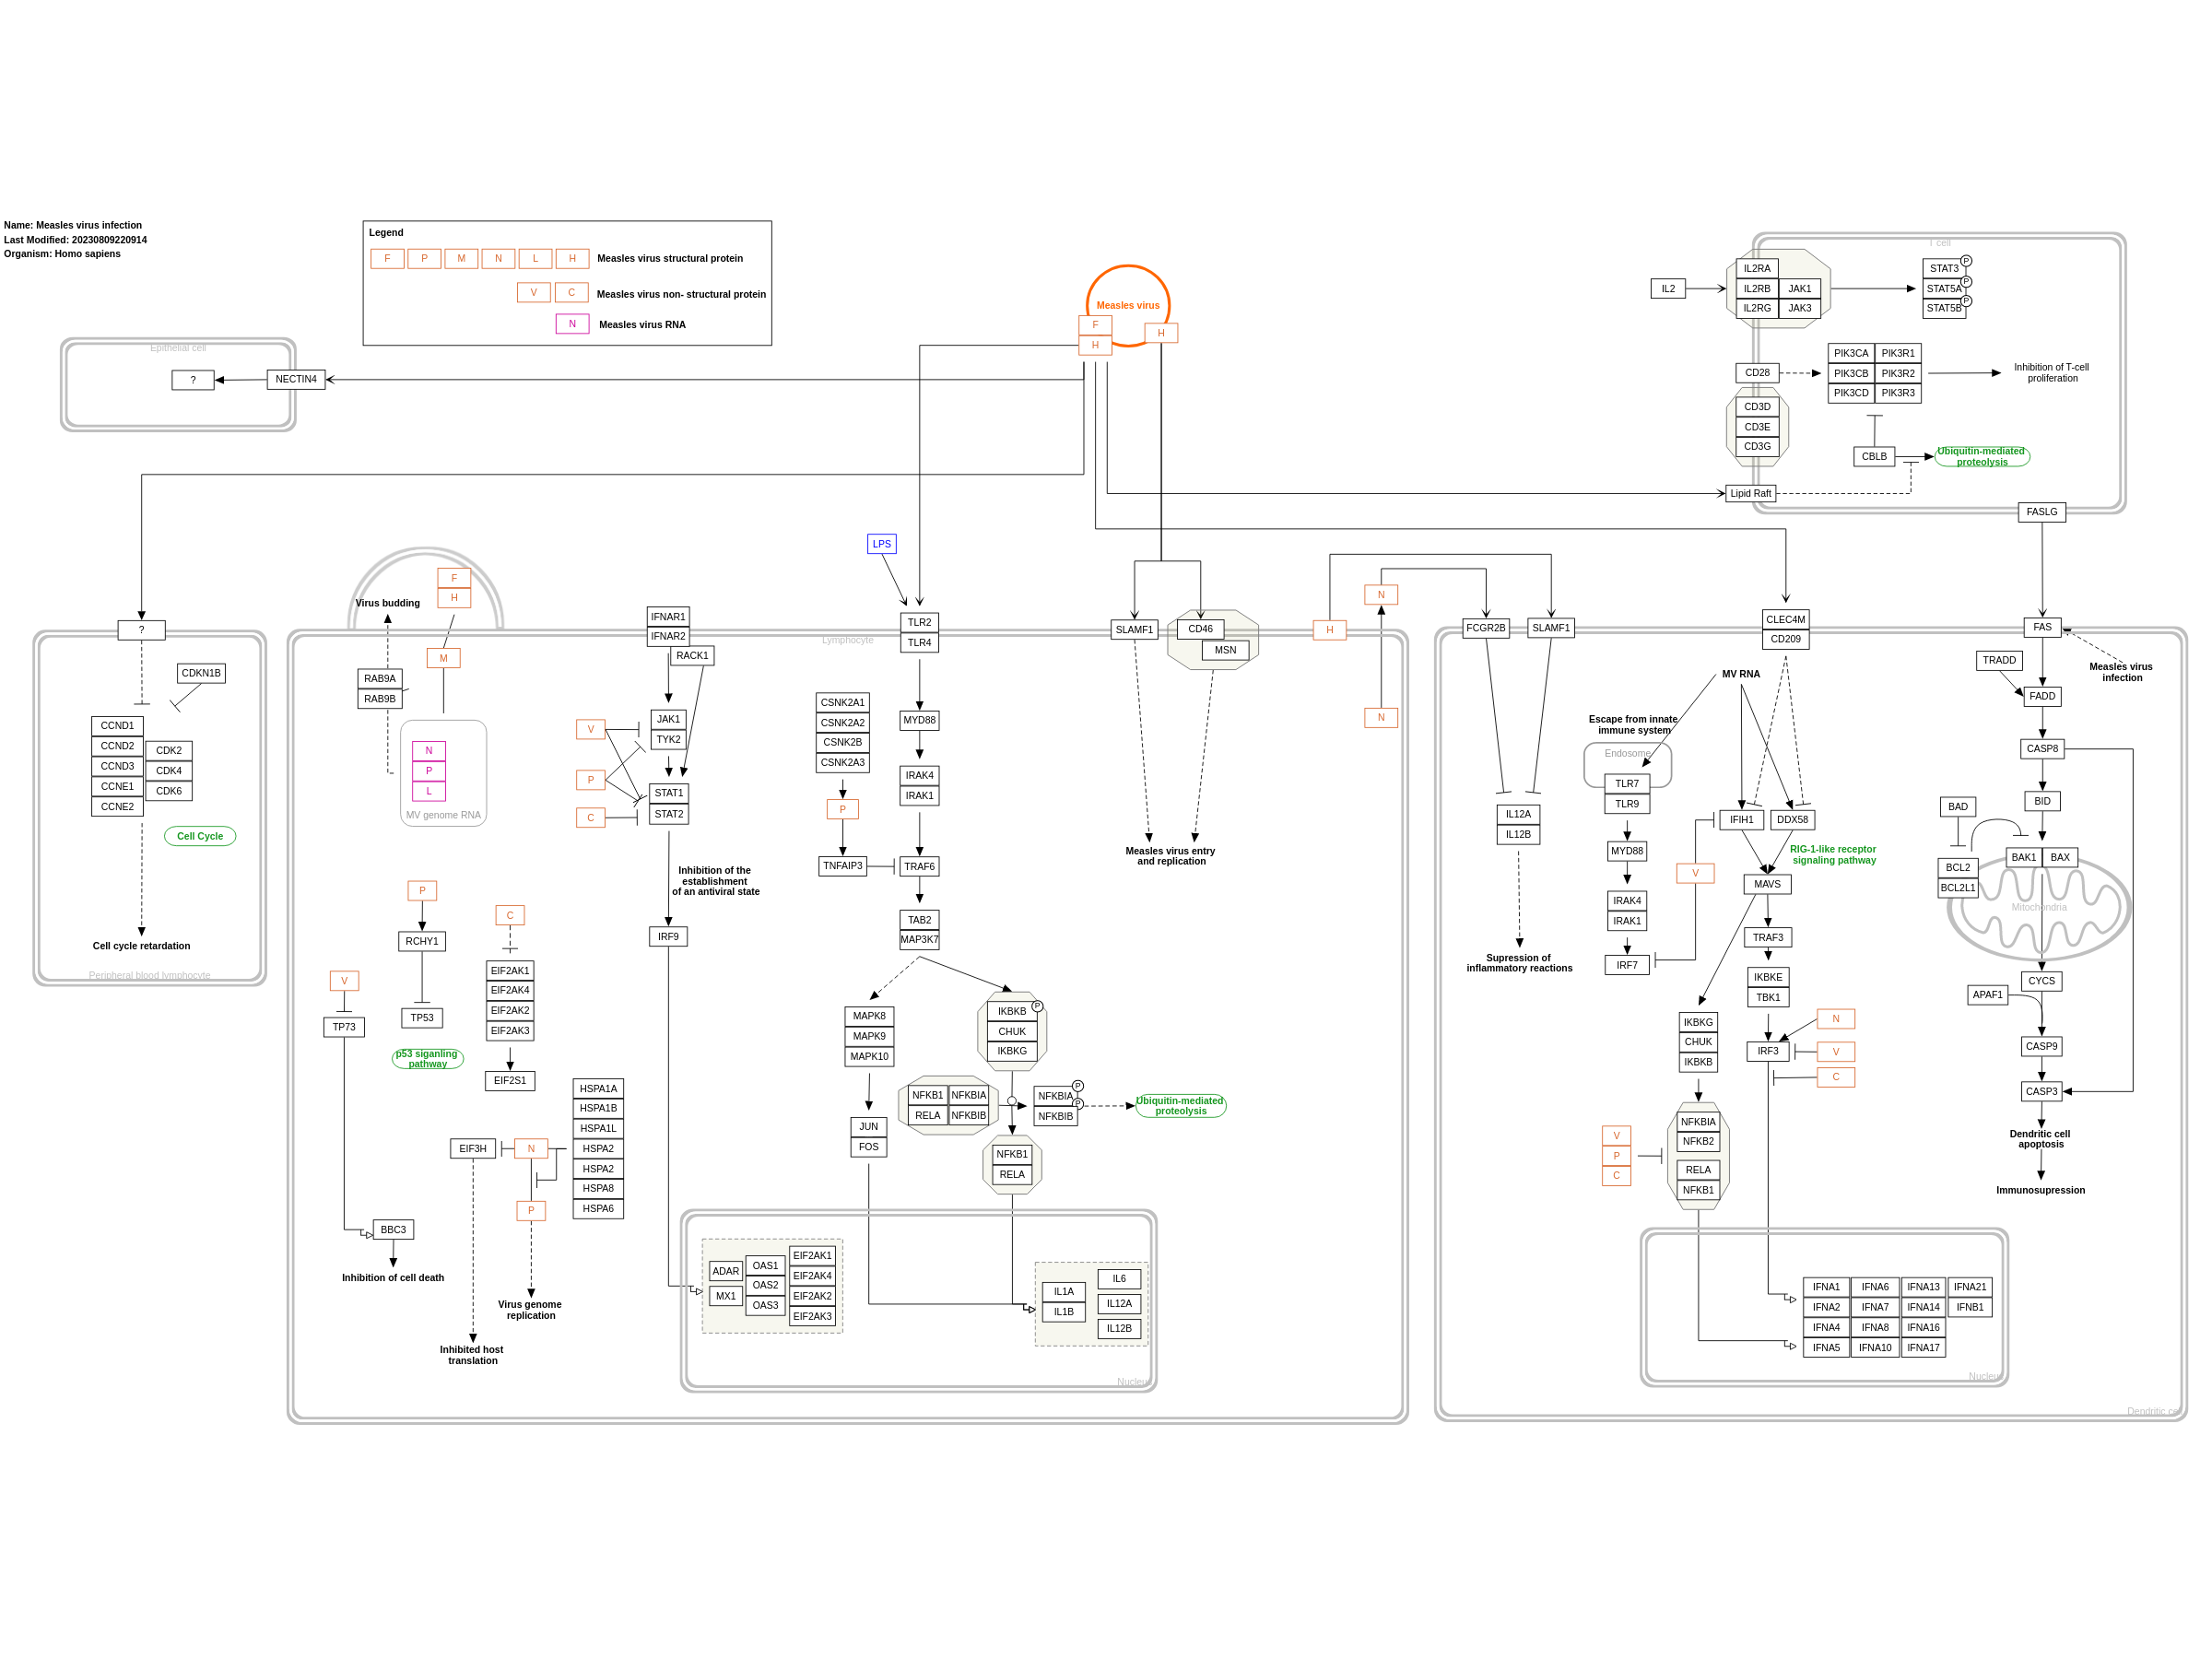 Name: Measles virus infection
Last Modified: 20230809220914
Organism: Homo sapiens
Legend
F P M N L H Measles virus structural protein
V C Measles virus non- structural protein
N Measles virus RNA
Measles virus
F
H
H
Epithelial cell
?
NECTIN4
T cell
IL2
IL2RA
IL2RB
IL2RG
JAK1
JAK3
STAT3
P
STAT5A
P
STAT5B
P
CD28
PIK3CA
PIK3R1
PIK3CB
PIK3R2
PIK3CD
PIK3R3
Inhibition of T-cell
proliferation
CD3D
CD3E
CD3G
CBLB
Ubiquitin-mediated
proteolysis
Lipid Raft
FASLG
?
CDKN1B
CCND1
CCND2
CCND3
CCNE1
CCNE2
CDK2
CDK4
CDK6
Cell Cycle
Cell cycle retardation
Peripheral blood lymphocyte
Virus budding
F
H
M
RAB9A
RAB9B
N
P
L
MV genome RNA
IFNAR1
IFNAR2
RACK1
V
P
C
JAK1
TYK2
STAT1
STAT2
Inhibition of the
establishment
of an antiviral state
IRF9
P
RCHY1
TP53
p53 siganling
pathway
V
TP73
C
EIF2AK1
EIF2AK4
EIF2AK2
EIF2AK3
EIF2S1
HSPA1A
HSPA1B
HSPA1L
HSPA2
HSPA2
HSPA8
HSPA6
EIF3H
N
P
BBC3
Inhibition of cell death
Virus genome
replication
Inhibited host
translation
Lymphocyte
LPS
TLR2
TLR4
CSNK2A1
CSNK2A2
CSNK2B
CSNK2A3
P
TNFAIP3
MYD88
IRAK4
IRAK1
TRAF6
TAB2
MAP3K7
MAPK8
MAPK9
MAPK10
JUN
FOS
IKBKB
P
CHUK
IKBKG
NFKB1
NFKBIA
RELA
NFKBIB
NFKBIA
P
NFKBIB
P
Ubiquitin-mediated
proteolysis
NFKB1
RELA
ADAR
MX1
OAS1
OAS2
OAS3
EIF2AK1
EIF2AK4
EIF2AK2
EIF2AK3
IL1A
IL1B
IL6
IL12A
IL12B
Nucleus
SLAMF1
CD46
MSN
Measles virus entry
and replication
H
N
N
FCGR2B
SLAMF1
IL12A
IL12B
Supression of
inflammatory reactions
CLEC4M
CD209
MV RNA
Escape from innate
immune system
Endosome
TLR7
TLR9
MYD88
IRAK4
IRAK1
IRF7
V
IFIH1
DDX58
RIG-1-like receptor
signaling pathway
MAVS
TRAF3
IKBKE
TBK1
IRF3
N
V
C
IKBKG
CHUK
IKBKB
V
P
C
NFKBIA
NFKB2
RELA
NFKB1
IFNA1
IFNA6
IFNA13
IFNA21
IFNA2
IFNA7
IFNA14
IFNB1
IFNA4
IFNA8
IFNA16
IFNA5
IFNA10
IFNA17
Nucleus
FAS
TRADD
Measles virus
infection
FADD
CASP8
BID
BAD
BCL2
BCL2L1
BAK1
BAX
Mitochondria
CYCS
APAF1
CASP9
CASP3
Dendritic cell
apoptosis
Immunosupression
Dendritic cell